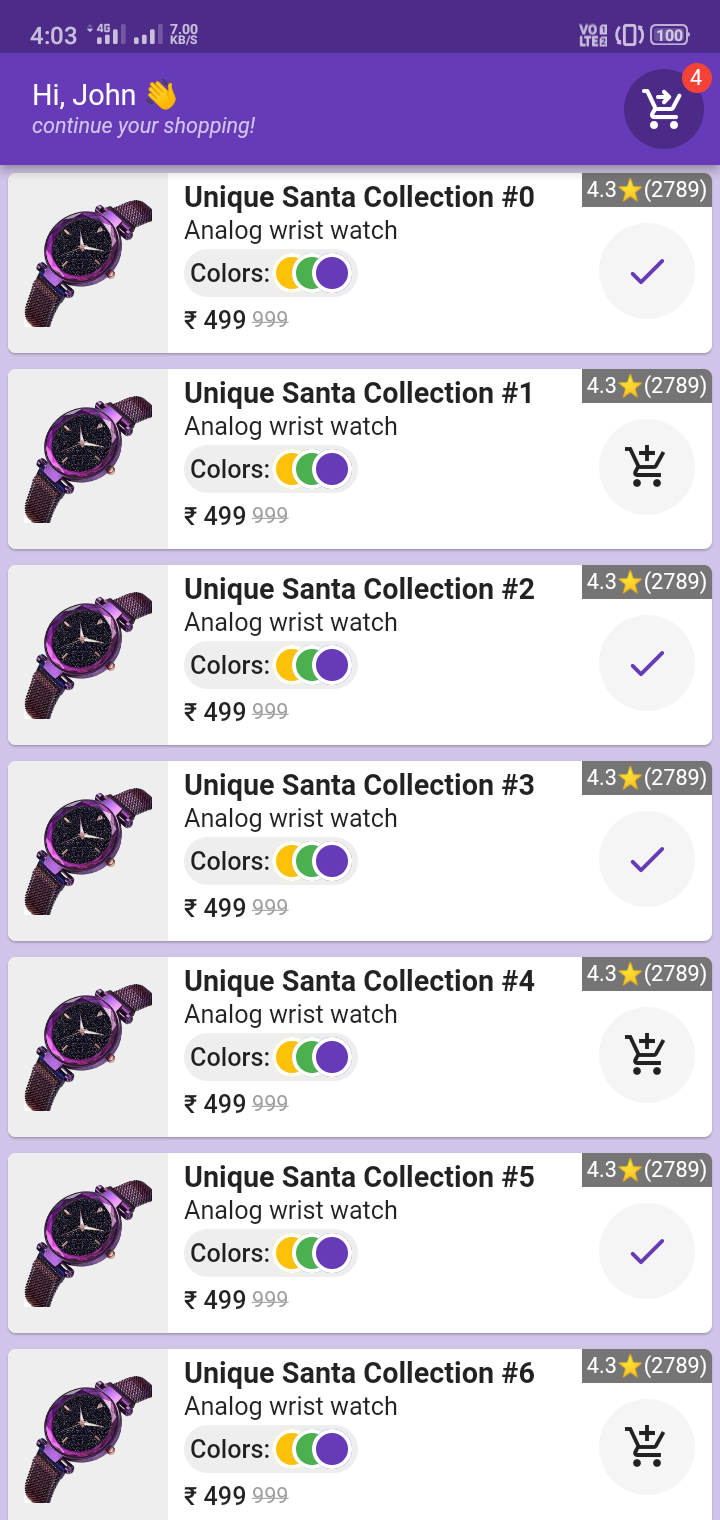 4:03 4G 7.00 KB/S VO LTE 1 2 100
Hi, John 👋
4
continue your shopping!
Unique Santa Collection #0
4.3⭐(2789)
Analog wrist watch
Colors:
₹ 499 999
Unique Santa Collection #1
4.3⭐(2789)
Analog wrist watch
Colors:
₹ 499 999
Unique Santa Collection #2
4.3⭐(2789)
Analog wrist watch
Colors:
₹ 499 999
Unique Santa Collection #3
4.3⭐(2789)
Analog wrist watch
Colors:
₹ 499 999
Unique Santa Collection #4
4.3⭐(2789)
Analog wrist watch
Colors:
₹ 499 999
Unique Santa Collection #5
4.3⭐(2789)
Analog wrist watch
Colors:
₹ 499 999
Unique Santa Collection #6
4.3⭐(2789)
Analog wrist watch
Colors:
₹ 499 999